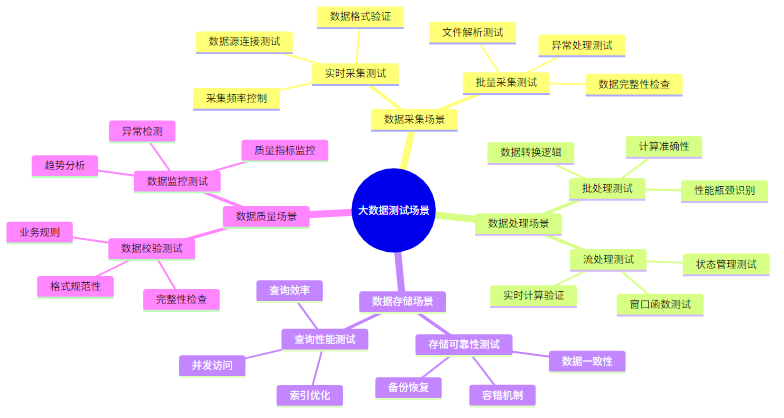 大数据测试场景
数据采集场景
实时采集测试
数据格式验证
数据源连接测试
采集频率控制
批量采集测试
文件解析测试
异常处理测试
数据完整性检查
数据处理场景
批处理测试
数据转换逻辑
计算准确性
性能瓶颈识别
流处理测试
状态管理测试
窗口函数测试
实时计算验证
数据存储场景
查询性能测试
查询效率
并发访问
索引优化
存储可靠性测试
数据一致性
容错机制
备份恢复
数据质量场景
数据监控测试
异常检测
趋势分析
质量指标监控
数据校验测试
业务规则
格式规范性
完整性检查